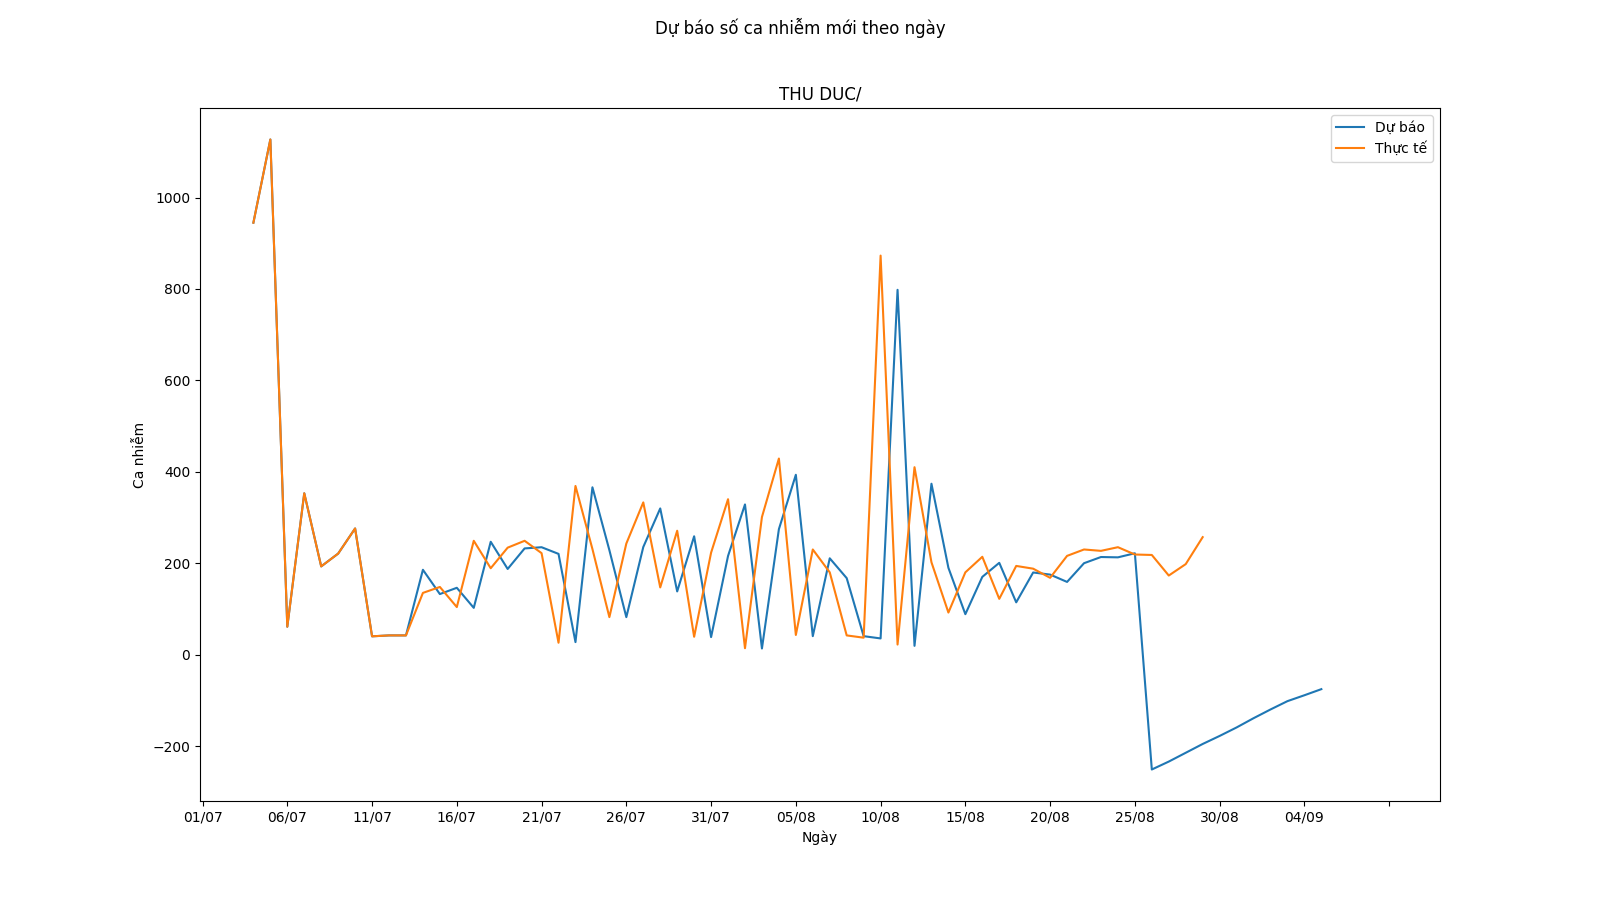 Dự báo số ca nhiễm mới theo ngày
THU DUC/
Dự báo
Thực tế
1000
800
600
400
200
0
−200
Ca nhiễm
01/07 06/07 11/07 16/07 21/07 26/07 31/07 05/08 10/08 15/08 20/08 25/08 30/08 04/09
Ngày